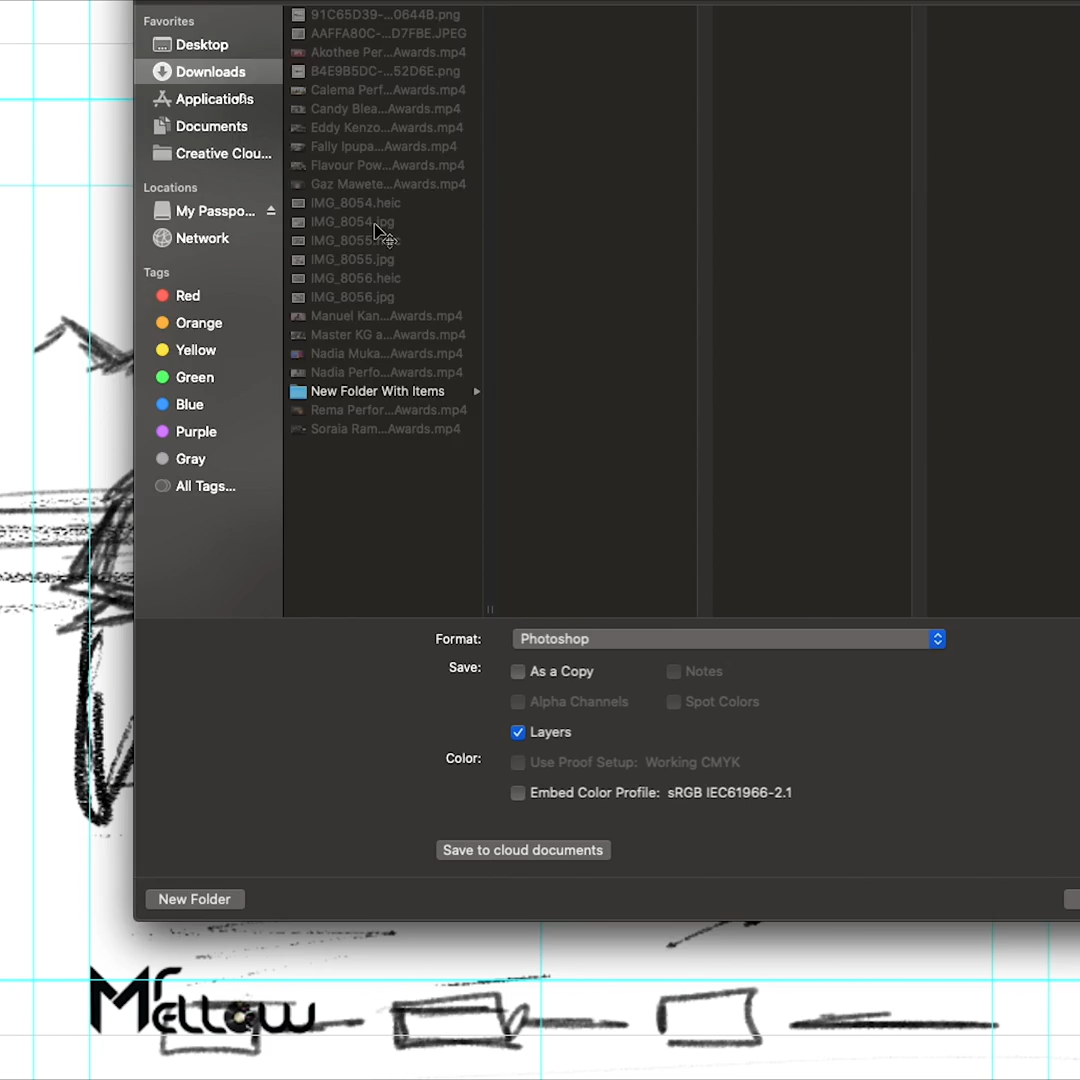 Favorites
Desktop
Downloads
Applications
Documents
Creative Clou...
Locations
My Passpo...
Network
Tags
Red
Orange
Yellow
Green
Blue
Purple
Gray
All Tags...
91C65D39-...0644B.png
AAFFA80C-...D7FBE.JPEG
Akothee Per...Awards.mp4
B4E9B5DC-...52D6E.png
Calema Perf...Awards.mp4
Candy Blea...Awards.mp4
Eddy Kenzo...Awards.mp4
Fally Ipupa...Awards.mp4
Flavour Pow...Awards.mp4
Gaz Mawete...Awards.mp4
IMG_8054.heic
IMG_8054.jpg
IMG_8055.heic
IMG_8055.jpg
IMG_8056.heic
IMG_8056.jpg
Manuel Kan...Awards.mp4
Master KG a...Awards.mp4
Nadia Muka...Awards.mp4
Nadia Perfo...Awards.mp4
New Folder With Items
Rema Perfor...Awards.mp4
Soraia Ram...Awards.mp4
Format: Photoshop
Save: As a Copy Notes
Alpha Channels Spot Colors
Layers
Color: Use Proof Setup: Working CMYK
Embed Color Profile: sRGB IEC61966-2.1
Save to cloud documents
New Folder
Mr
Mellow